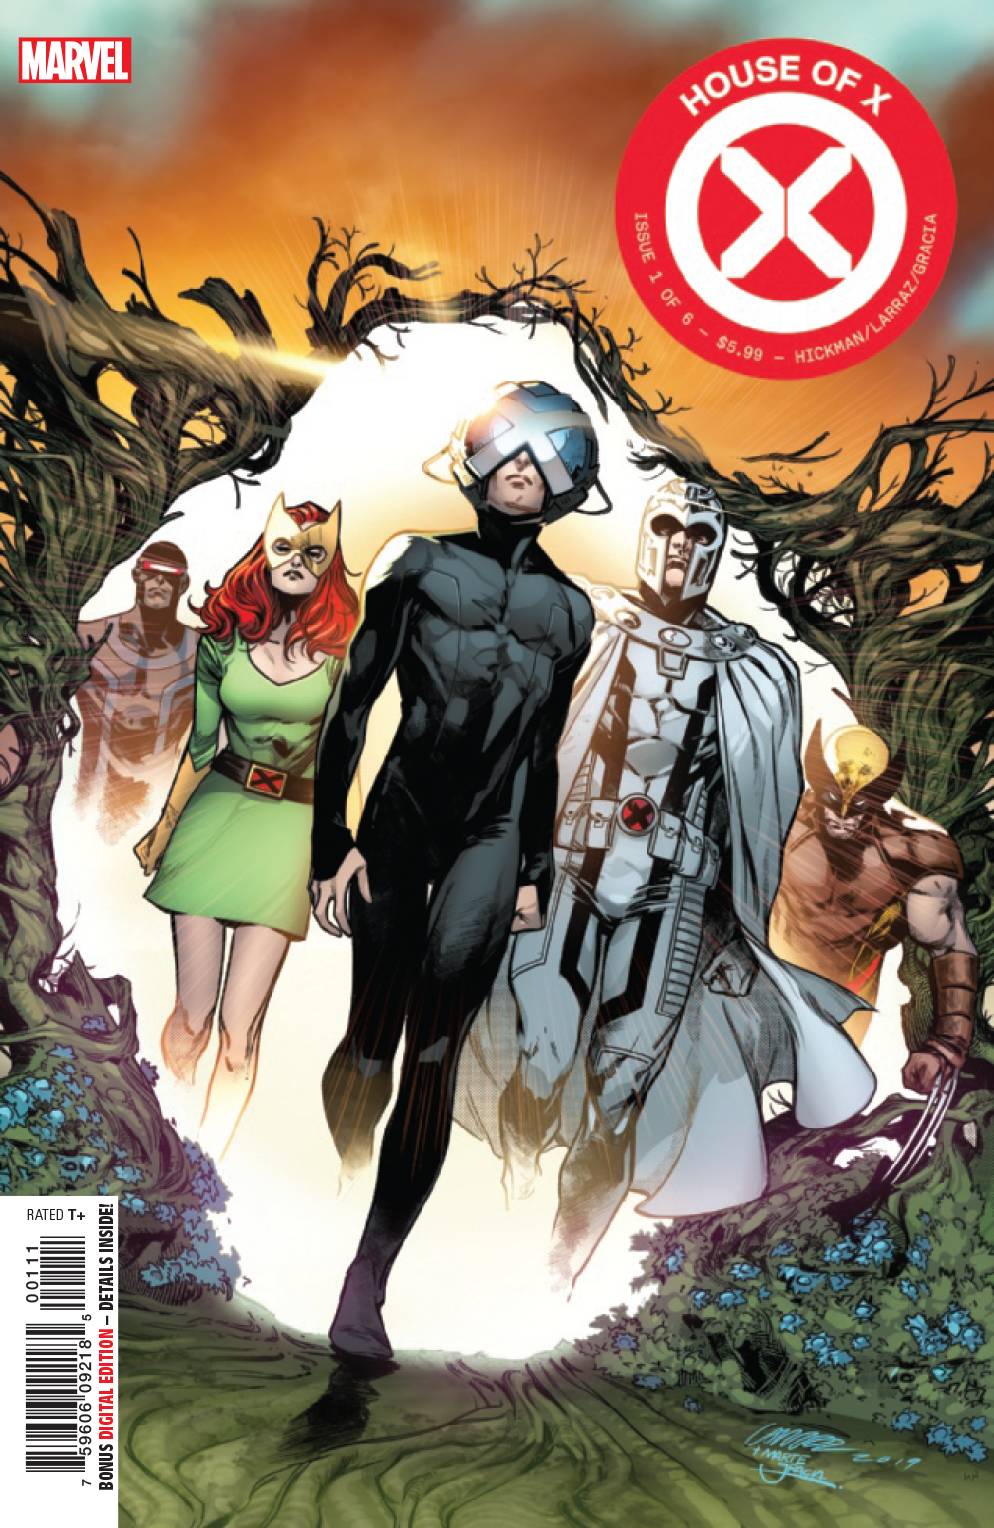 MARVEL
HOUSE OF X
ISSUE 1 OF 6 – $5.99 – HICKMAN/LARRAZ/GRACIA
RATED T+
00111
7 59606 09218 5
BONUS DIGITAL EDITION – DETAILS INSIDE!
2019